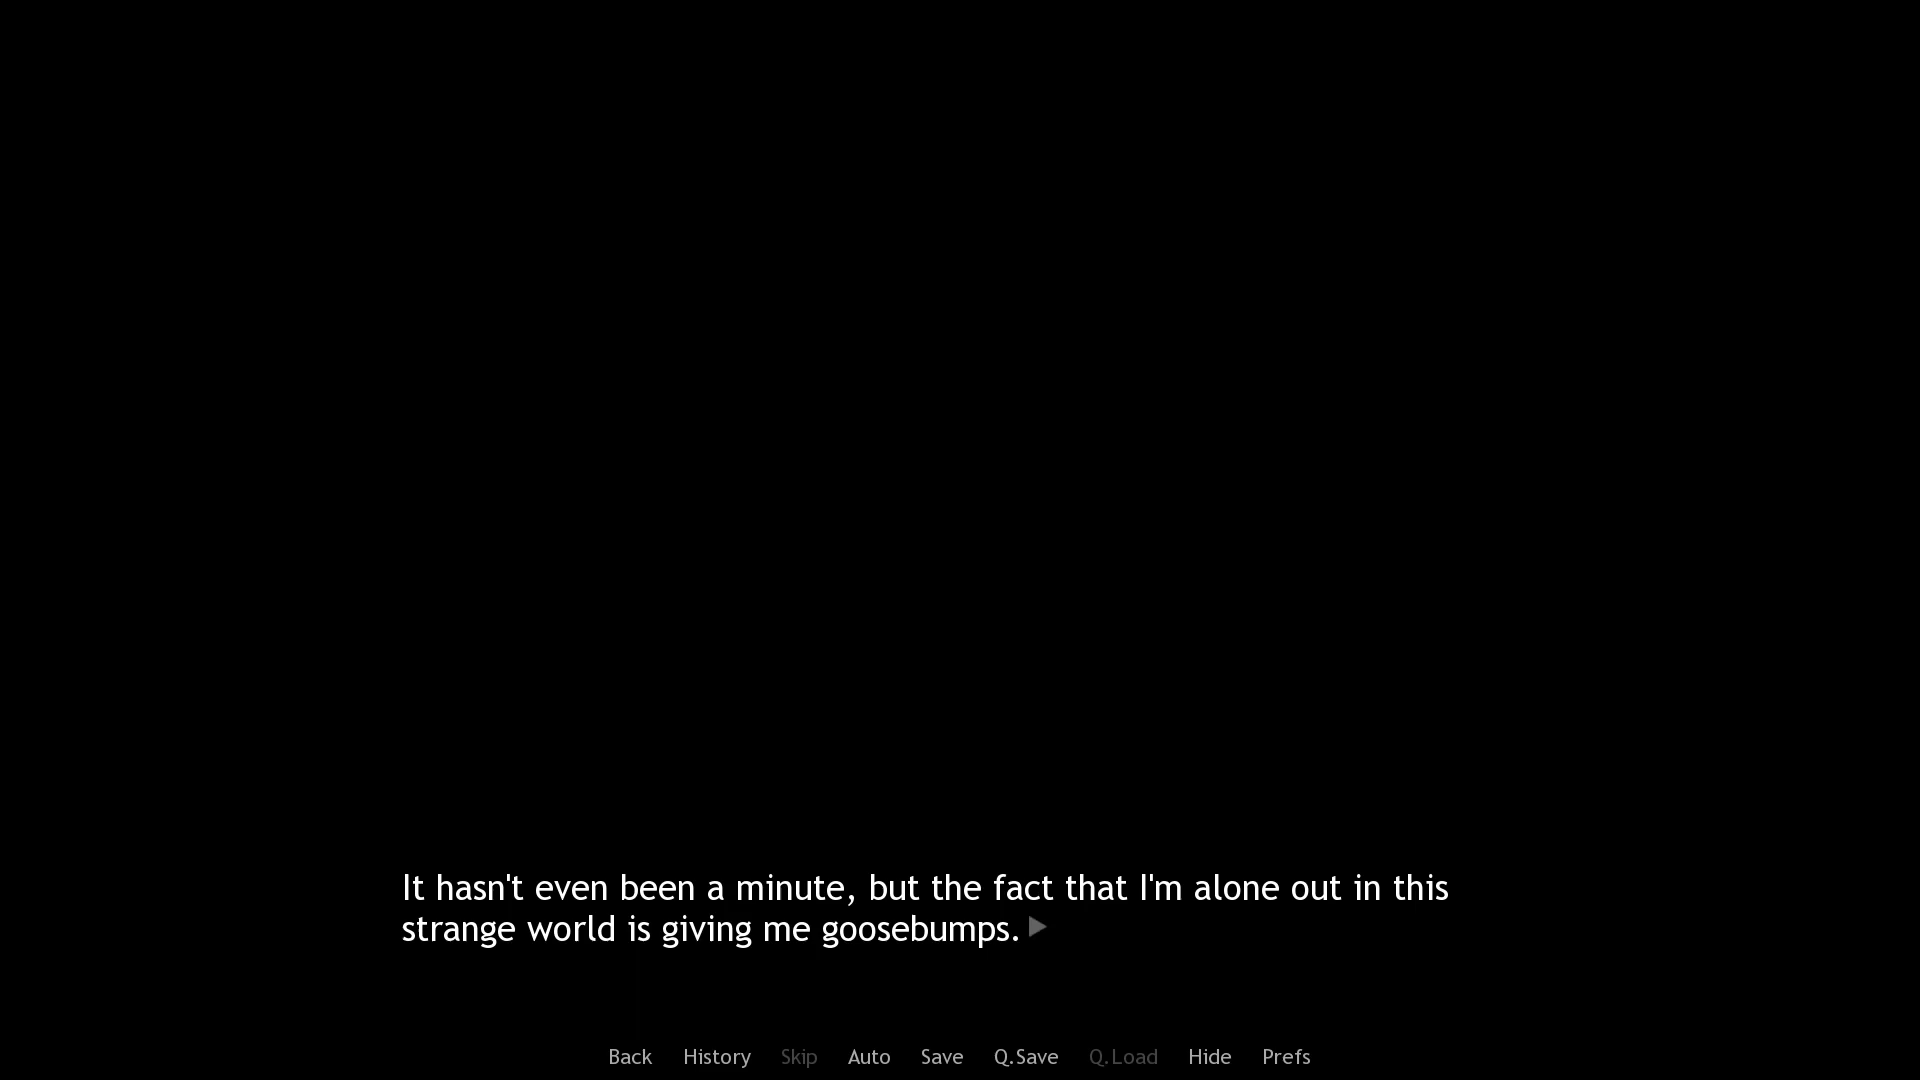 It hasn't even been a minute, but the fact that I'm alone out in this
strange world is giving me goosebumps.
Back History Skip Auto Save Q.Save Q.Load Hide Prefs